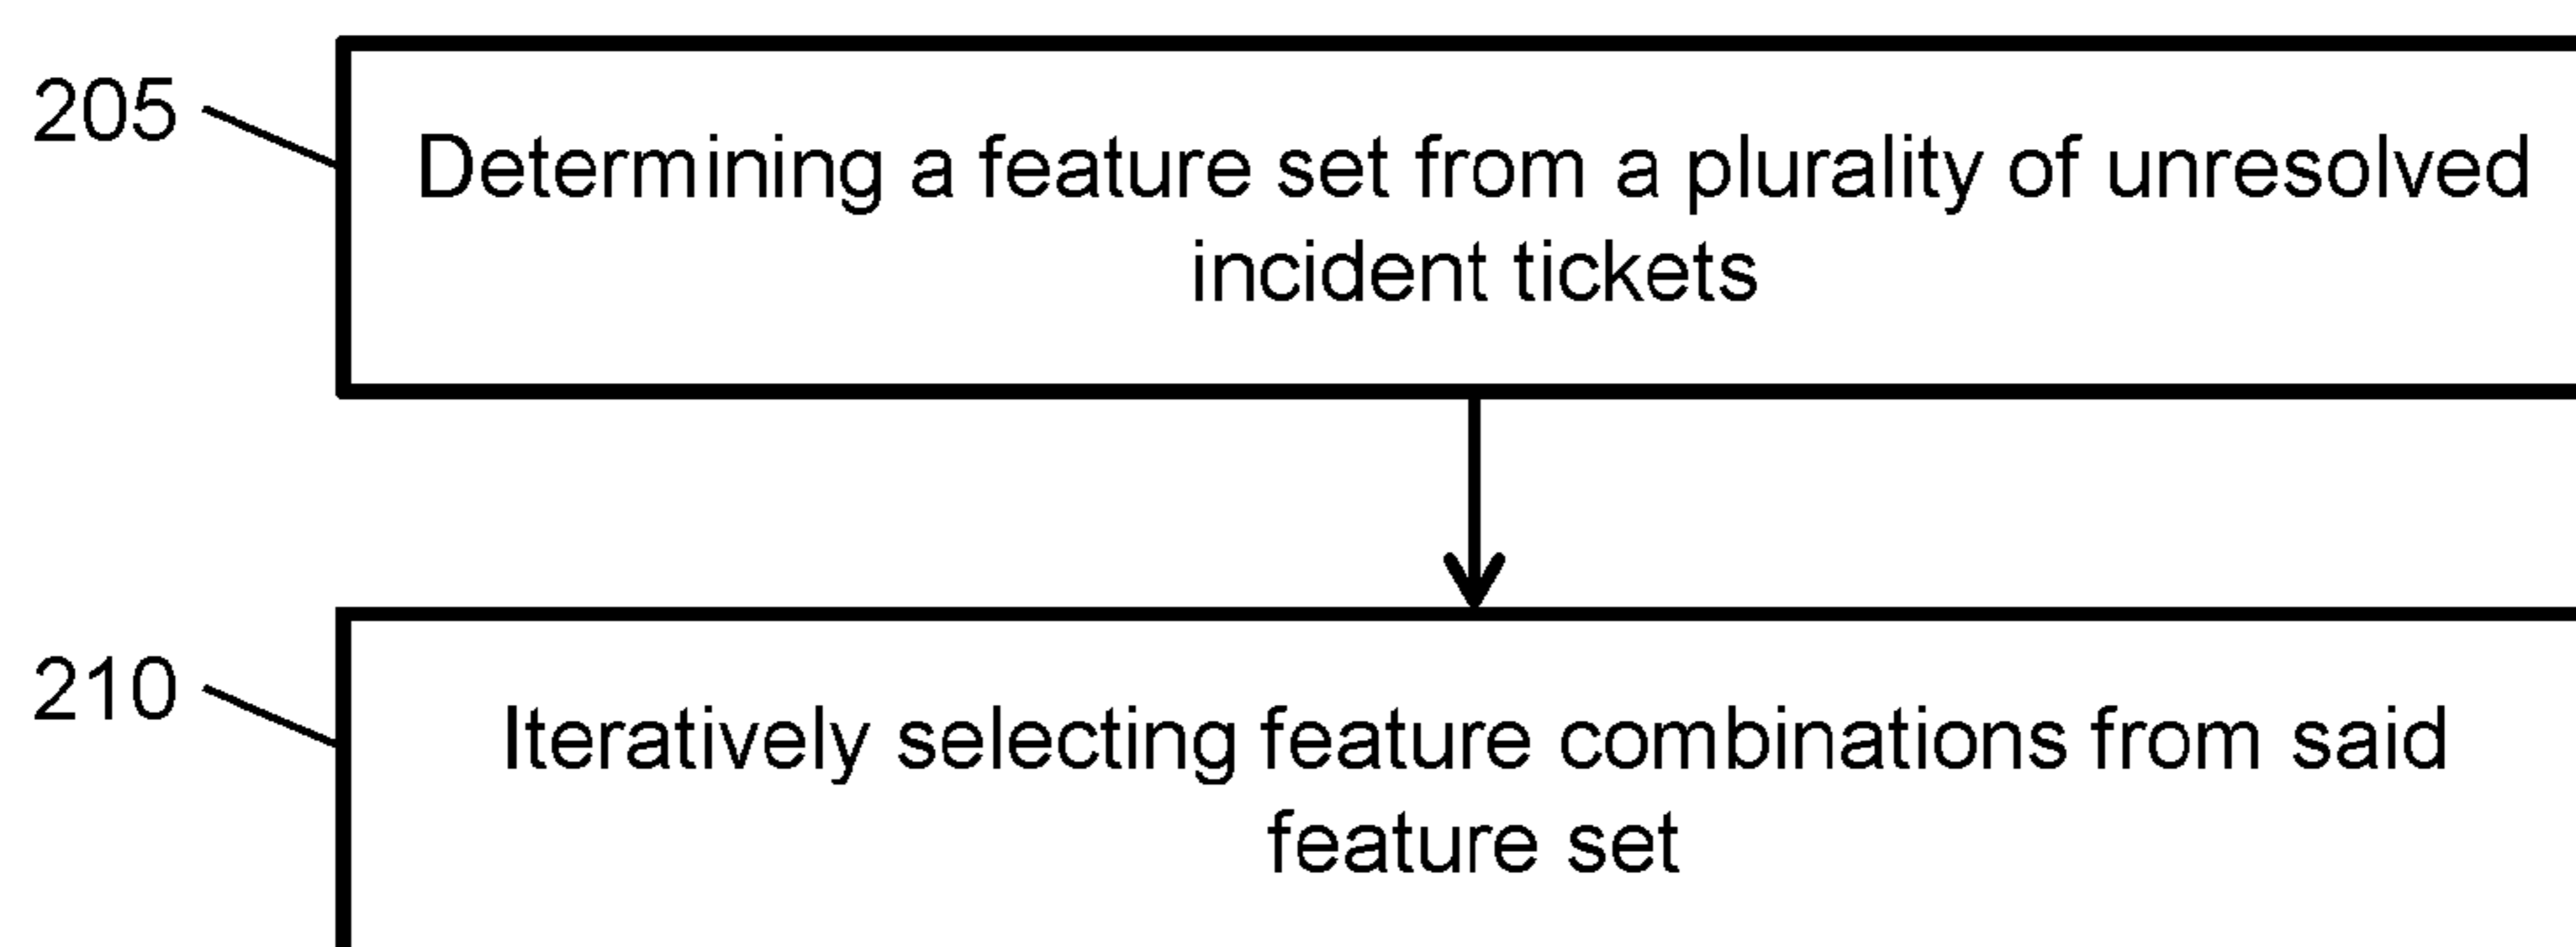 205
Determining a feature set from a plurality of unresolved
incident tickets
210
Iteratively selecting feature combinations from said
feature set